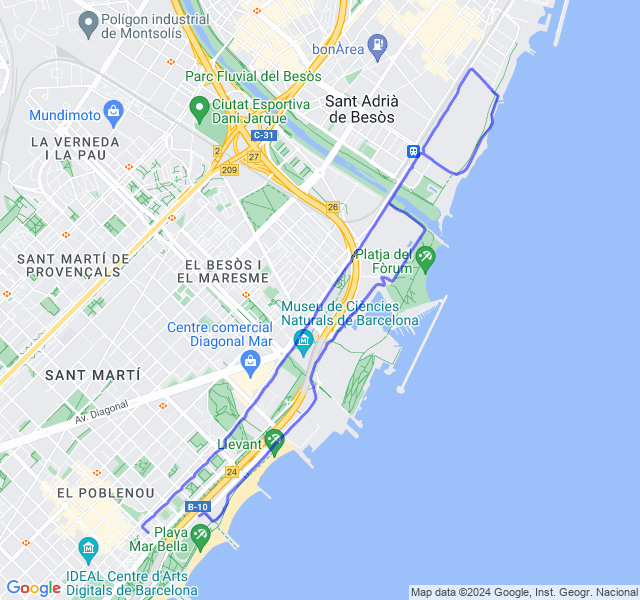 Polígon industrial
de Montsolís
bonÀrea
Parc Fluvial del Besòs
Mundimoto
Ciutat Esportiva
Dani Jarque
Sant Adrià
de Besòs
C-31
LA VERNEDA
I LA PAU
2
27
209
26
SANT MARTÍ DE
PROVENÇALS
EL BESÒS I
EL MARESME
Platja del
Fòrum
Museu de Ciències
Naturals de Barcelona
Centre comercial
Diagonal Mar
SANT MARTÍ
Av. Diagonal
Llevant
24
EL POBLENOU
B-10
Playa
Mar Bella
IDEAL Centre d'Arts
Digitals de Barcelona
Google
Map data ©2024 Google, Inst. Geogr. Nacional